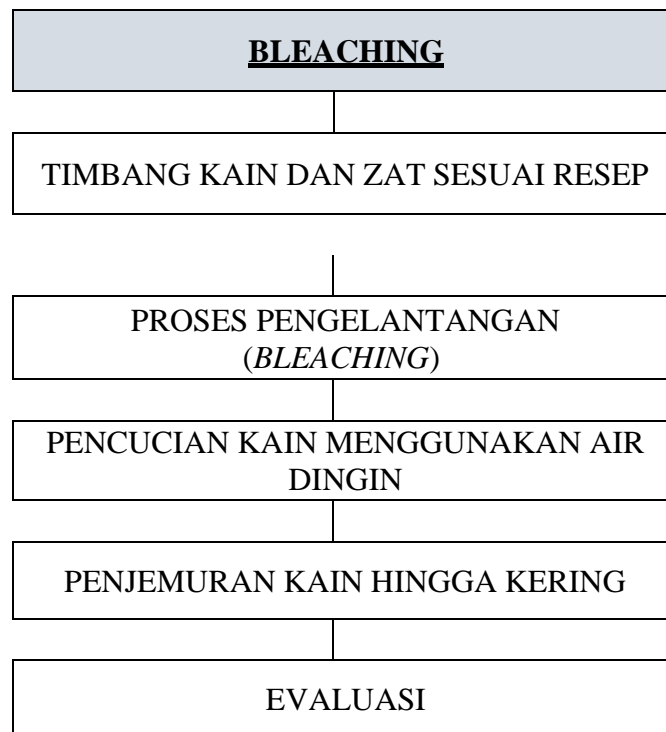 BLEACHING
TIMBANG KAIN DAN ZAT SESUAI RESEP
PROSES PENGELANTANGAN
(BLEACHING)
PENCUCIAN KAIN MENGGUNAKAN AIR
DINGIN
PENJEMURAN KAIN HINGGA KERING
EVALUASI